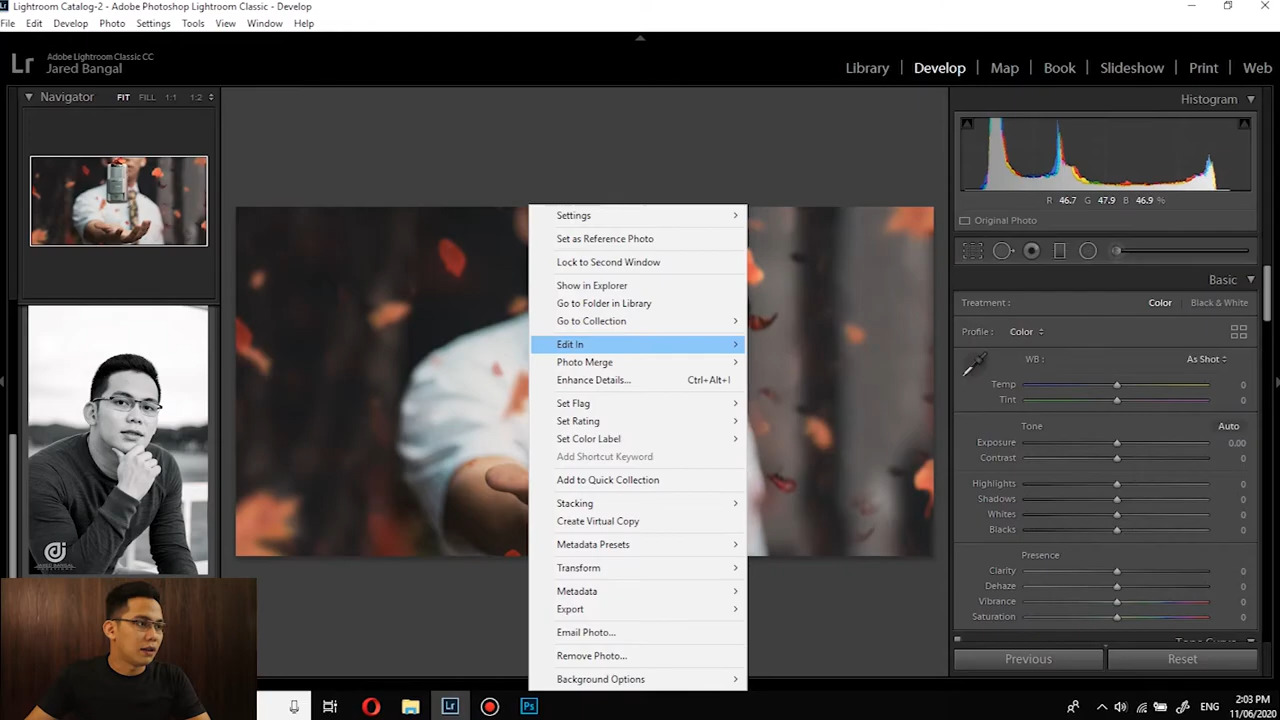 Lightroom Catalog-2 - Adobe Photoshop Lightroom Classic - Develop
File Edit Develop Photo Settings Tools View Window Help
Lr
Adobe Lightroom Classic CC
Jared Bangal
Library | Develop | Map | Book | Slideshow | Print | Web
Navigator FIT FILL 1:1 1:2
Histogram
R 46.7 G 47.9 B 46.9 %
Original Photo
Basic
Treatment : Color Black & White
Profile : Color
WB : As Shot
Temp 0
Tint 0
Tone Auto
Exposure 0.00
Contrast 0
Highlights 0
Shadows 0
Whites 0
Blacks 0
Presence
Clarity 0
Dehaze 0
Vibrance 0
Saturation 0
Previous Reset
Settings
Set as Reference Photo
Lock to Second Window
Show in Explorer
Go to Folder in Library
Go to Collection
Edit In
Photo Merge
Enhance Details... Ctrl+Alt+I
Set Flag
Set Rating
Set Color Label
Add Shortcut Keyword
Add to Quick Collection
Stacking
Create Virtual Copy
Metadata Presets
Transform
Metadata
Export
Email Photo...
Remove Photo...
Background Options
Lr
Ps
ENG
2:03 PM
11/06/2020